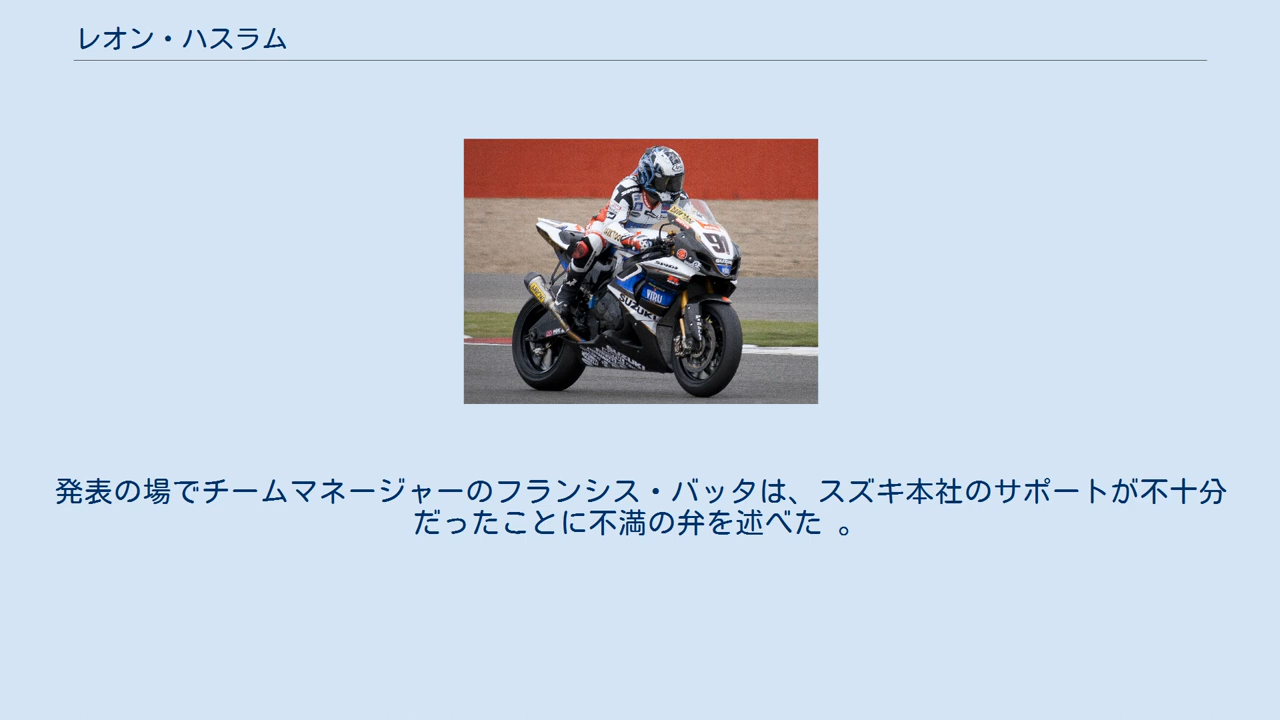 レオン・ハスラム
91
SUZUKI
VIRU
発表の場でチームマネージャーのフランシス・バッタは、スズキ本社のサポートが不十分
だったことに不満の弁を述べた 。